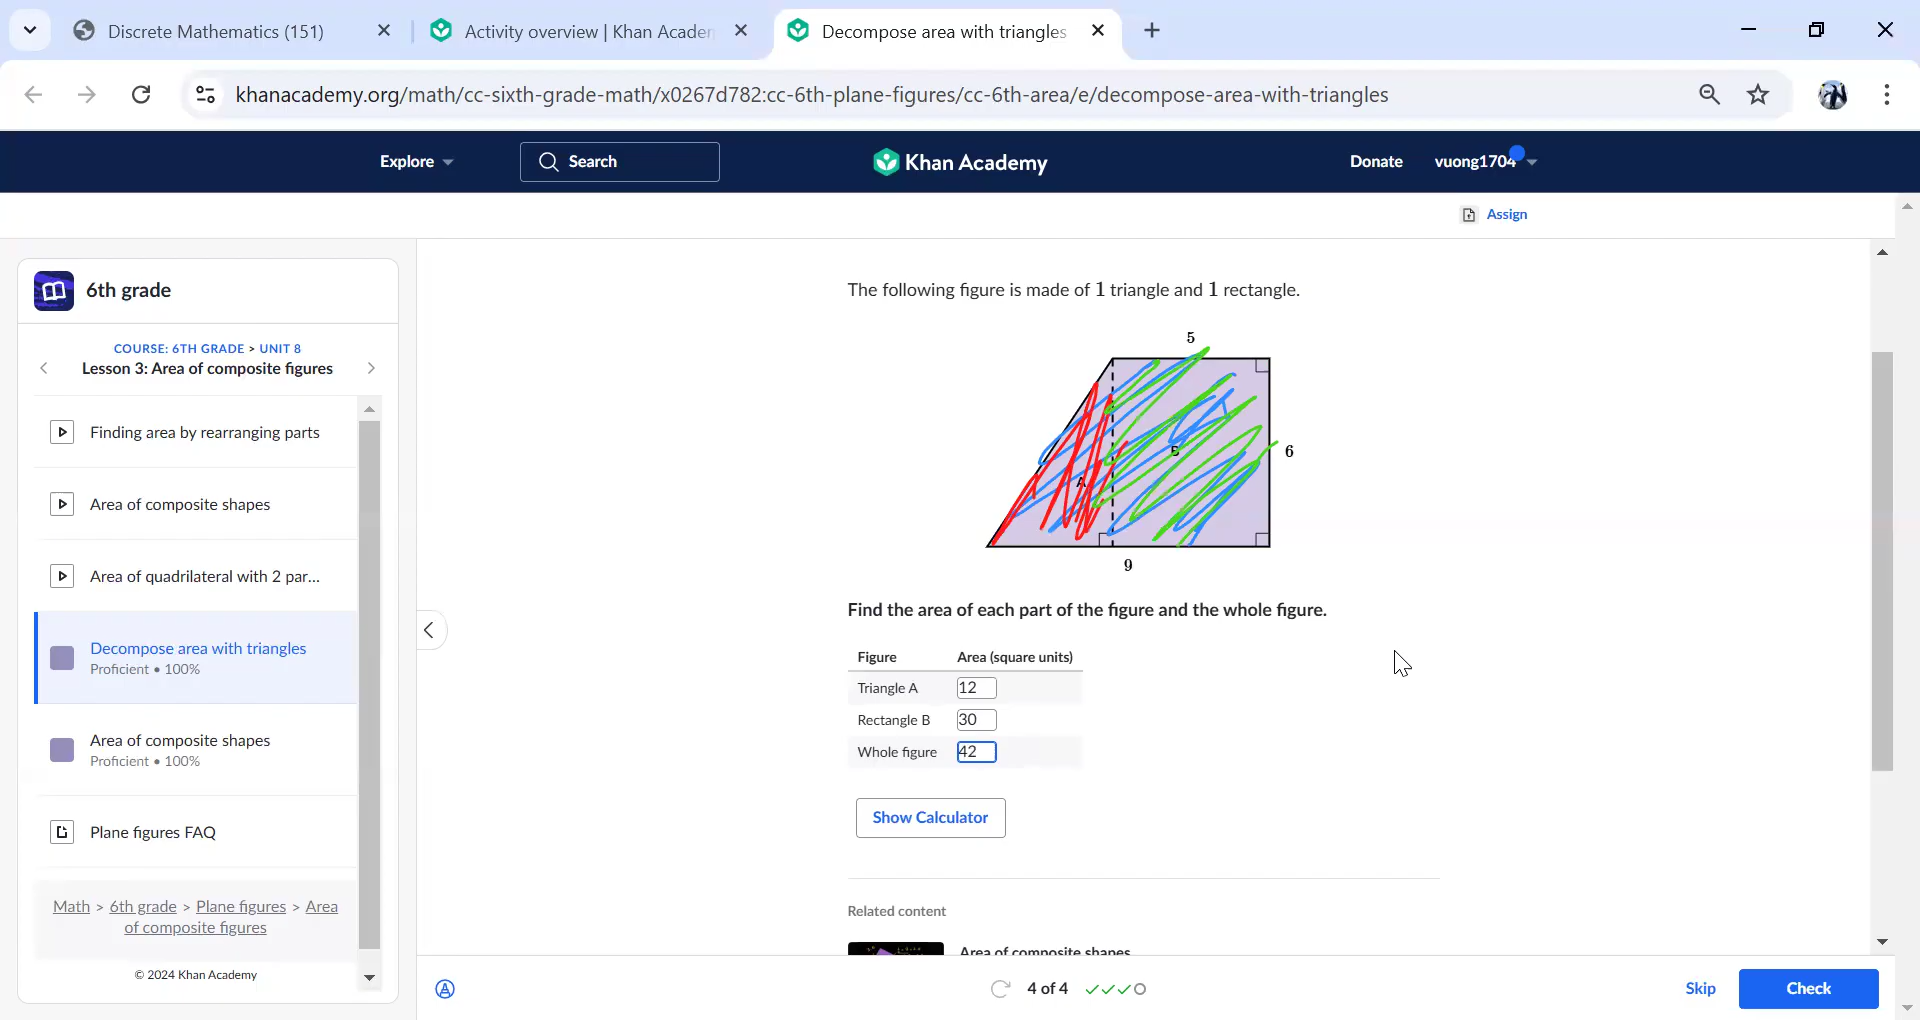 Discrete Mathematics (151)
Activity overview | Khan Acader
Decompose area with triangles
khanacademy.org/math/cc-sixth-grade-math/x0267d782:cc-6th-plane-figures/cc-6th-area/e/decompose-area-with-triangles
Explore
Search
Khan Academy
Donate
vuong1704
Assign
6th grade
COURSE: 6TH GRADE > UNIT 8
Lesson 3: Area of composite figures
Finding area by rearranging parts
Area of composite shapes
Area of quadrilateral with 2 par...
Decompose area with triangles
Proficient • 100%
Area of composite shapes
Proficient • 100%
Plane figures FAQ
Math > 6th grade > Plane figures > Area
of composite figures
© 2024 Khan Academy
The following figure is made of 1 triangle and 1 rectangle.
5
6
A
9
Find the area of each part of the figure and the whole figure.
Figure Area (square units)
Triangle A 12
Rectangle B 30
Whole figure 42
Show Calculator
Related content
Area of composite shapes
4 of 4
Skip
Check